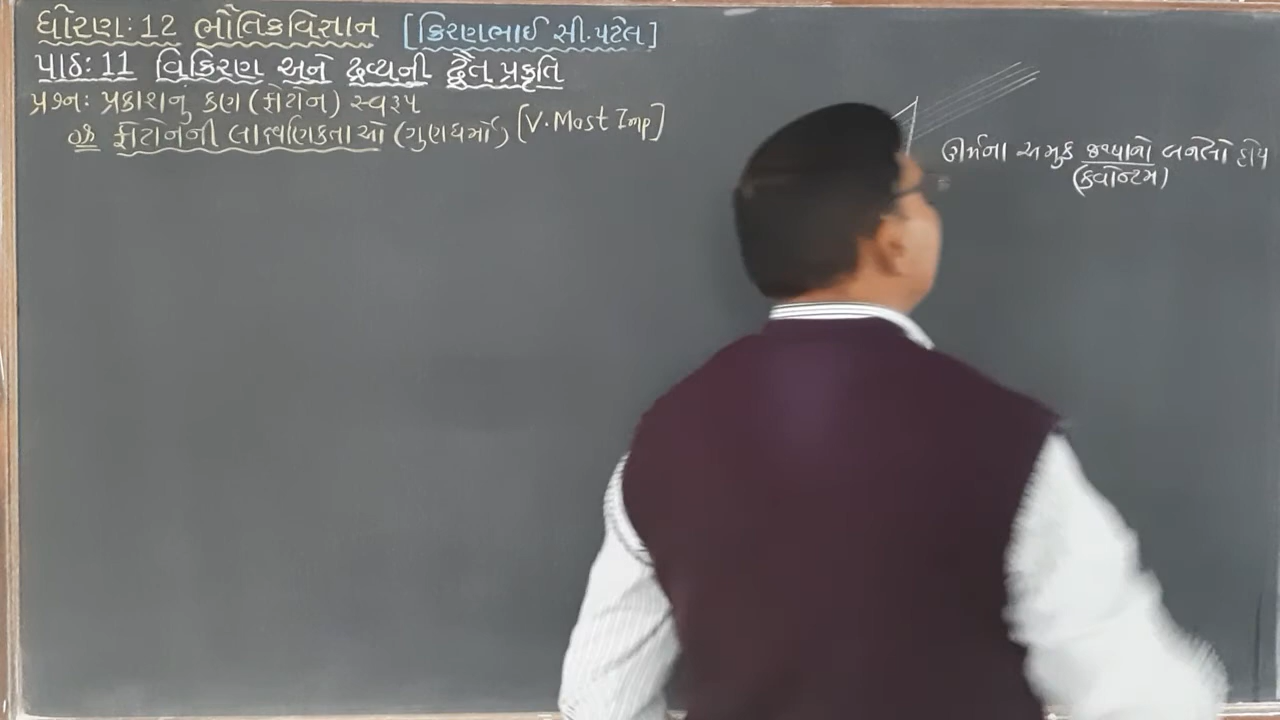 ધોરણ: 12 ભૌતિકવિજ્ઞાન [કિરણભાઈ સી. પટેલ]
પાઠ: 11 વિકિરણ અને દ્રવ્યની દ્વૈત પ્રકૃતિ
પ્રશ્ન: પ્રકાશનું કણ (ફોટોન) સ્વરૂપ
OR ફોટોનની લાક્ષણિકતાઓ (ગુણધર્મો) [V. Most Imp]
ઊર્જાના અમુક જથ્થાનો બનેલો હોય
(ક્વોન્ટમ)